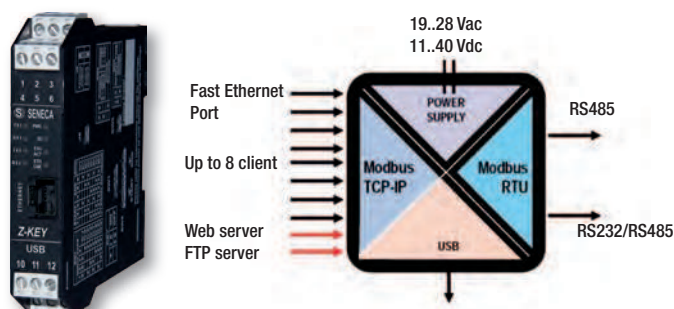 1 2 3
4 5 6
S SENECA
ETHERNET
Z-KEY
USB
10 11 12
19..28 Vac
11..40 Vdc
Fast Ethernet
Port
Up to 8 client
Web server
FTP server
POWER
SUPPLY
Modbus
TCP-IP
Modbus
RTU
USB
RS485
RS232/RS485